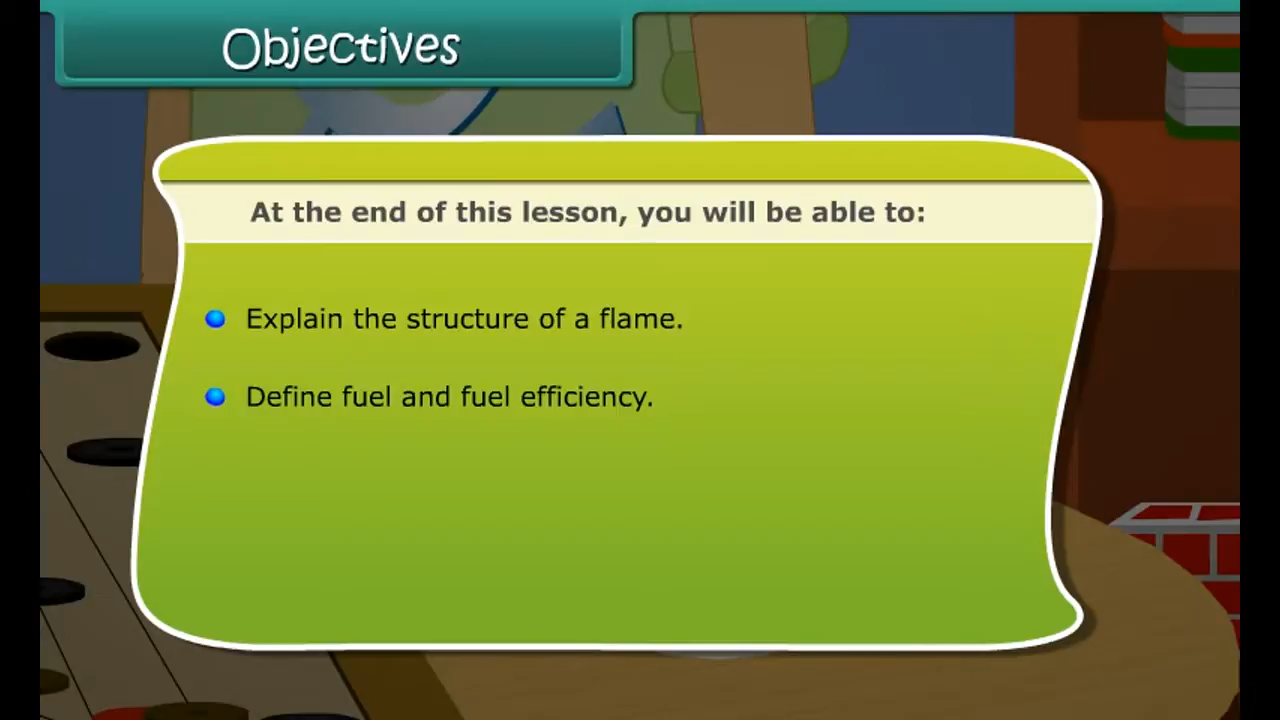 Objectives
At the end of this lesson, you will be able to:
Explain the structure of a flame.
Define fuel and fuel efficiency.